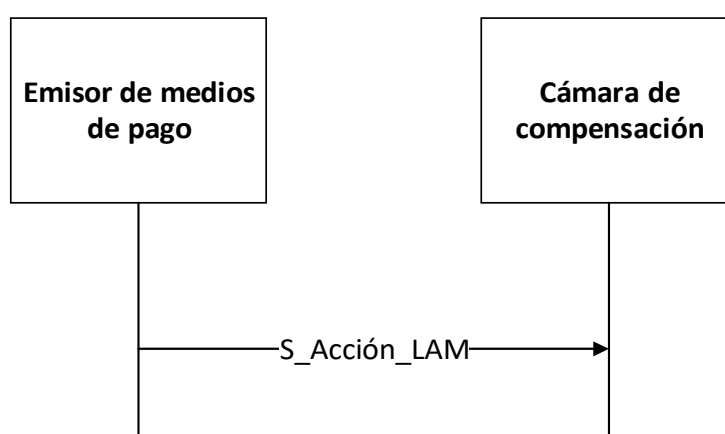 Emisor de medios
de pago
Cámara de
compensación
S_Acción_LAM